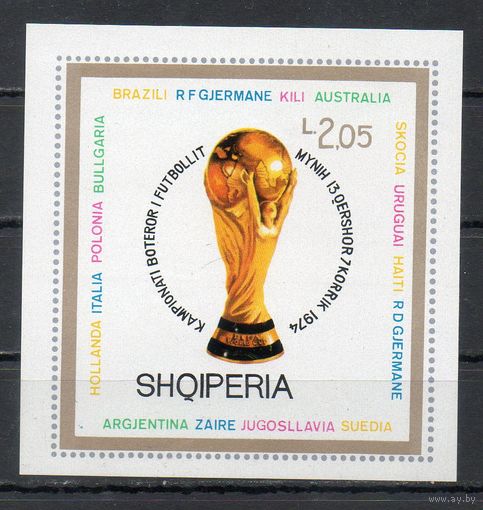 BRAZILI R F GJERMANE KILI AUSTRALIA
L.2,05
SKOCIA URUGUAI HAITI R D GJERMANE
HOLLANDA ITALIA POLONIA BULLGARIA
KAMPIONATI BOTEROR I FUTBOLLIT
MYNIH 13 QERSHOR 7 KORRIK 1974
SHQIPERIA
ARGJENTINA ZAIRE JUGOSLLAVIA SUEDIA
www.ay.by